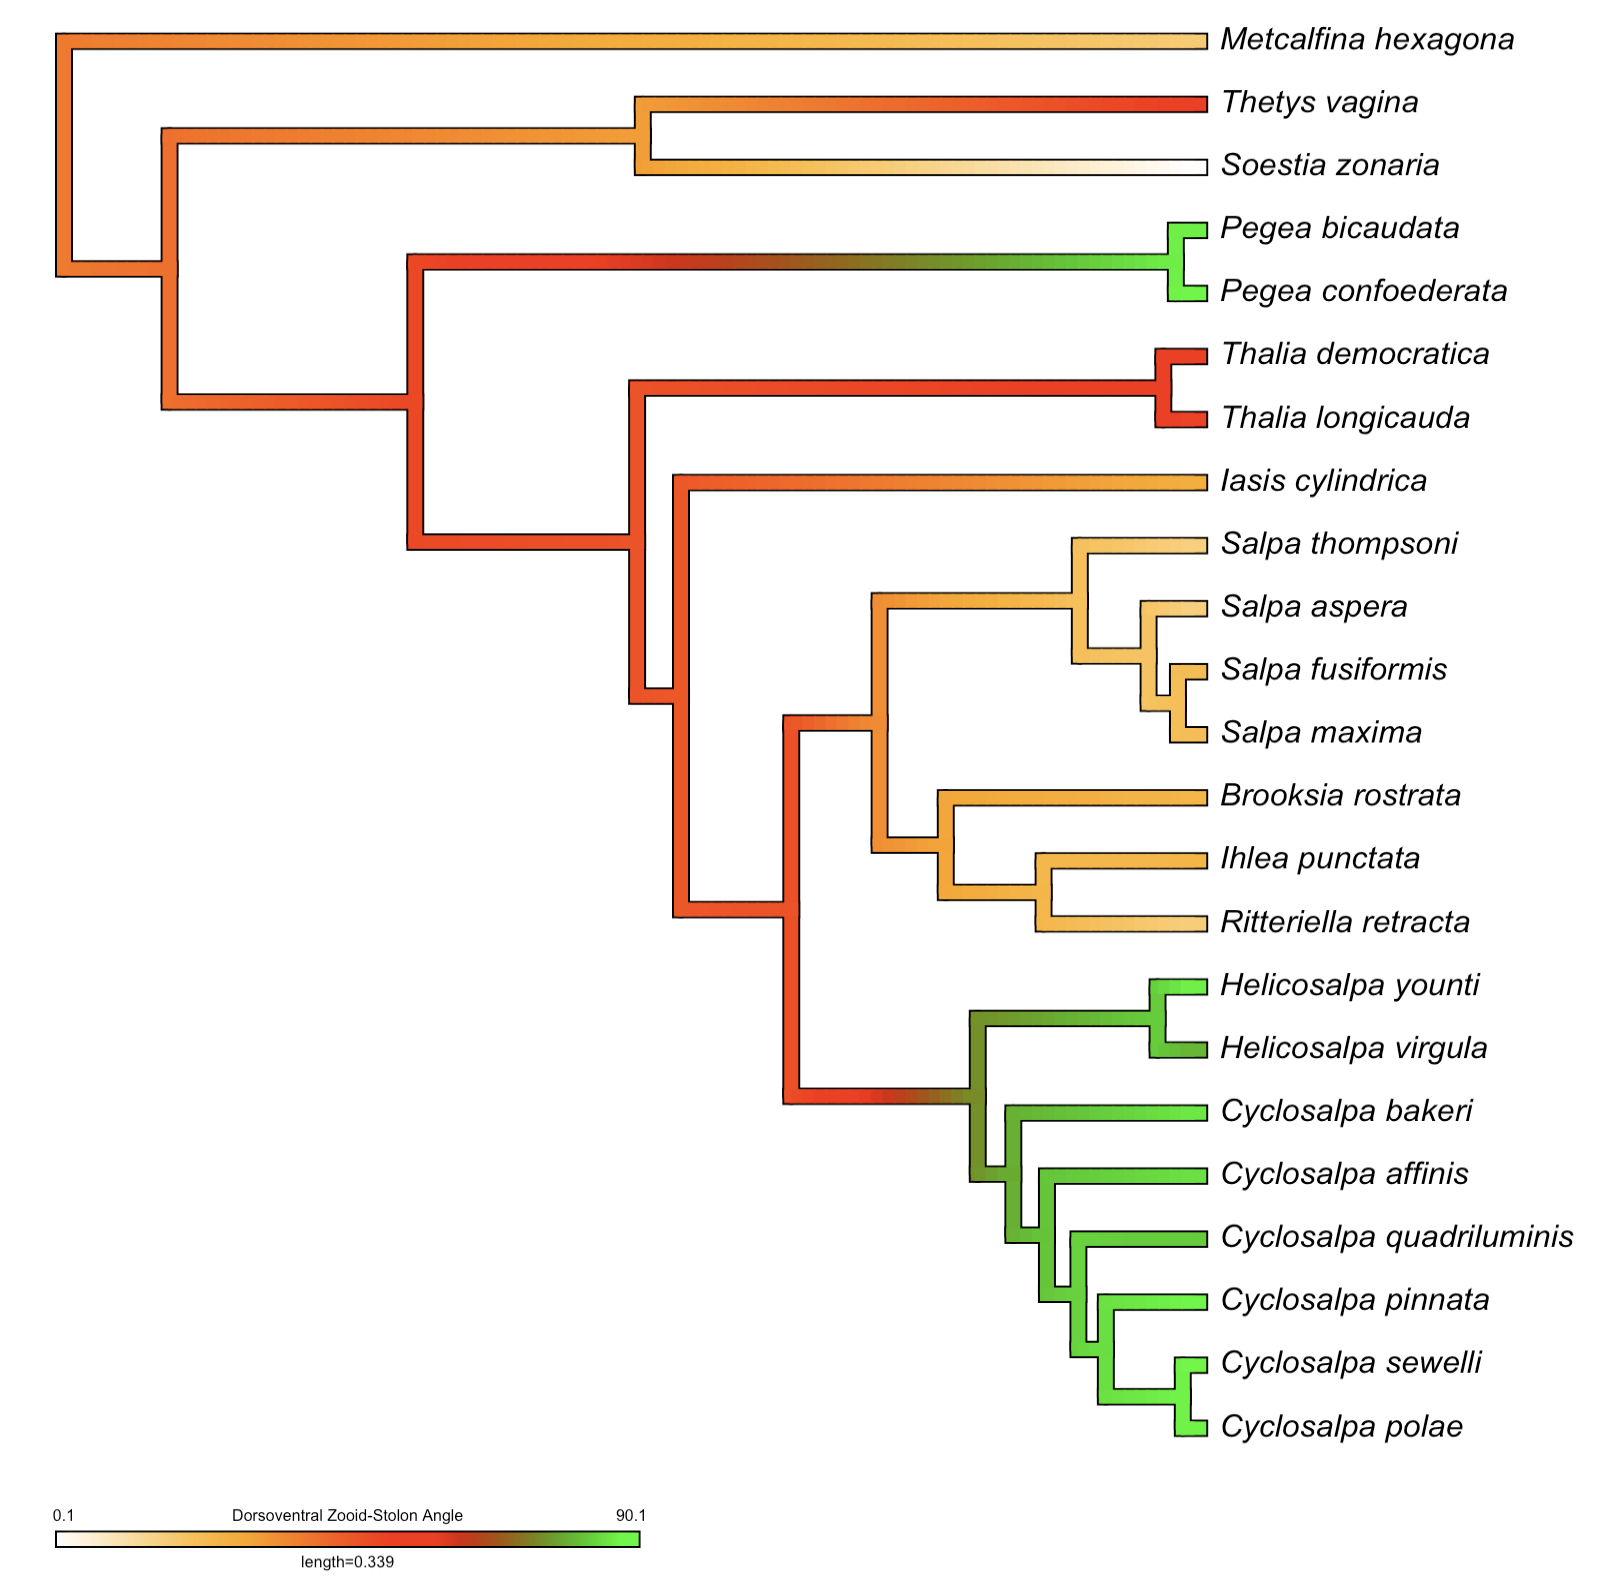 Metcalfina hexagona
Thetys vagina
Soestia zonaria
Pegea bicaudata
Pegea confoederata
Thalia democratica
Thalia longicauda
Iasis cylindrica
Salpa thompsoni
Salpa aspera
Salpa fusiformis
Salpa maxima
Brooksia rostrata
Ihlea punctata
Ritteriella retracta
Helicosalpa younti
Helicosalpa virgula
Cyclosalpa bakeri
Cyclosalpa affinis
Cyclosalpa quadriluminis
Cyclosalpa pinnata
Cyclosalpa sewelli
Cyclosalpa polae
0.1 Dorsoventral Zooid-Stolon Angle 90.1
length=0.339